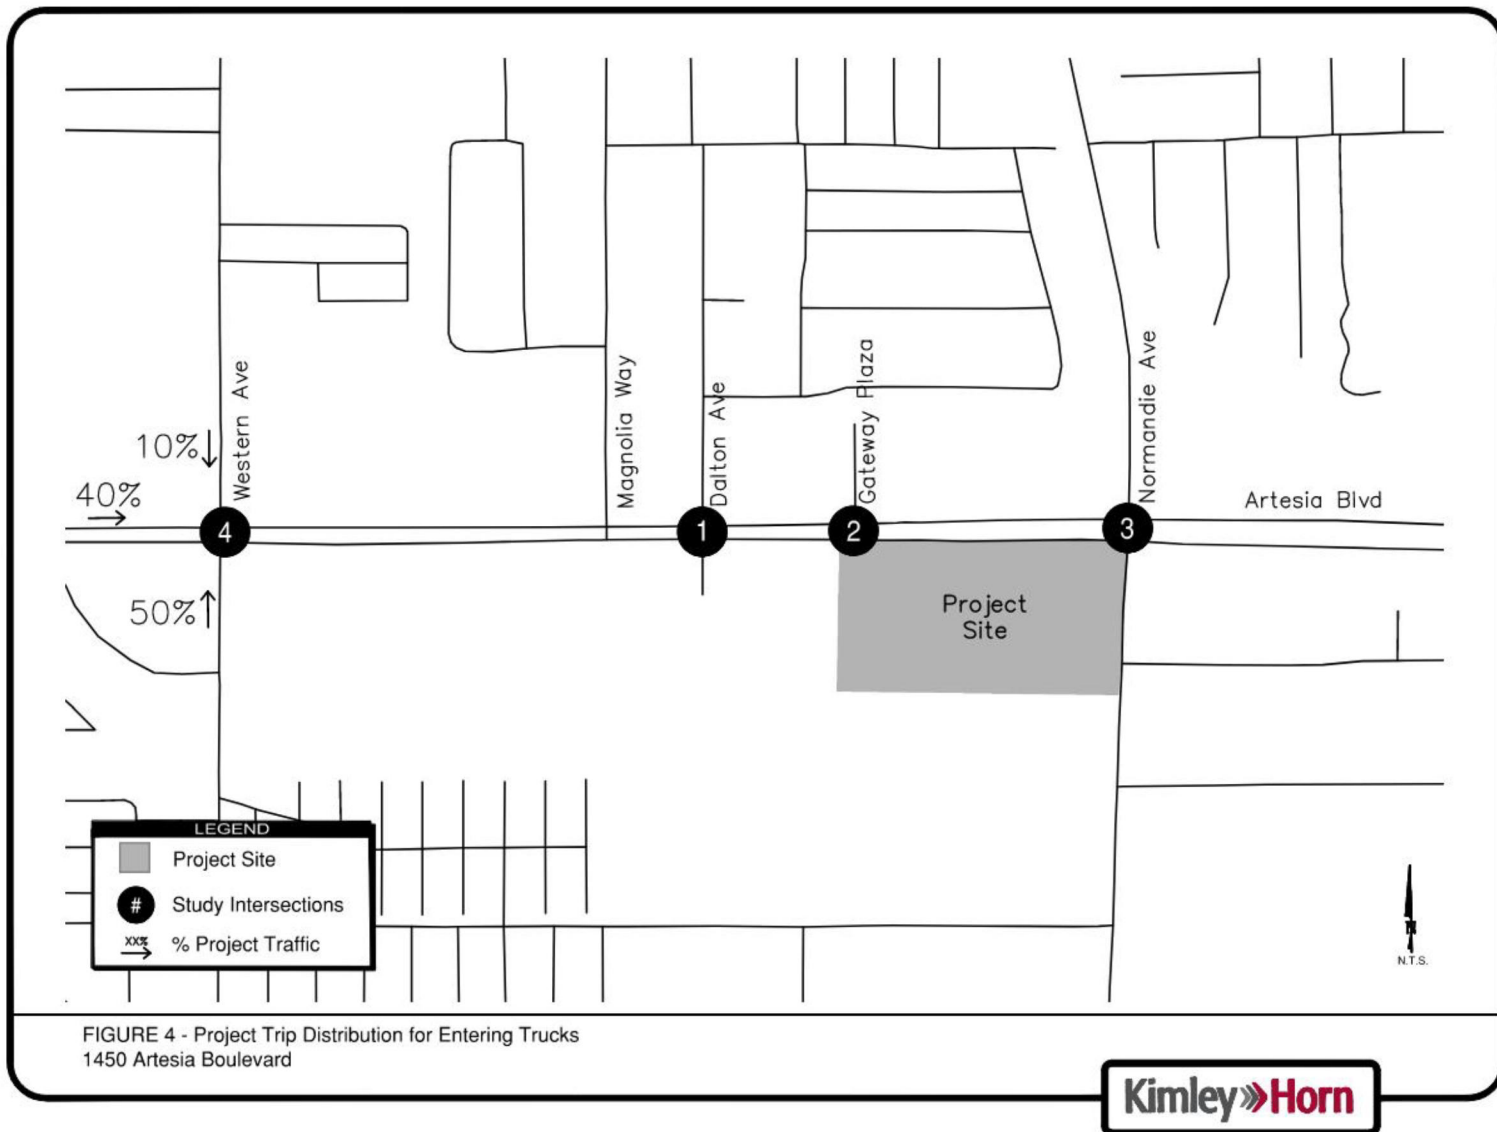 Western Ave
Magnolia Way
Dalton Ave
Gateway Plaza
Normandie Ave
10%
40%
Artesia Blvd
4
1
2
3
50%
Project
Site
LEGEND
Project Site
# Study Intersections
XX% % Project Traffic
N
N.T.S.
FIGURE 4 - Project Trip Distribution for Entering Trucks
1450 Artesia Boulevard
Kimley»Horn